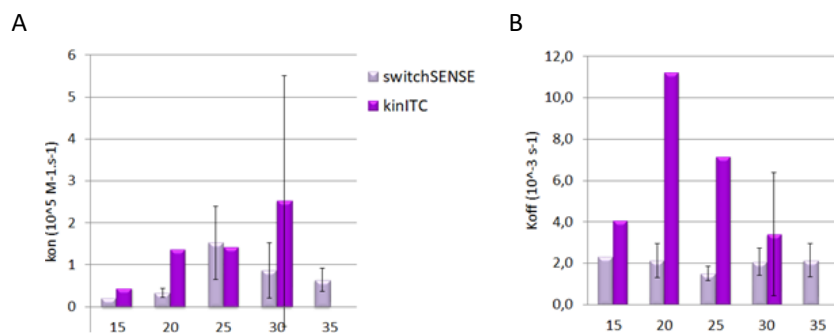 A
kon (10^5 M-1.s-1)
6
5
4
3
2
1
0
15 20 25 30 35
switchSENSE
kinITC
B
Koff (10^-3 s-1)
12,0
10,0
8,0
6,0
4,0
2,0
0,0
15 20 25 30 35